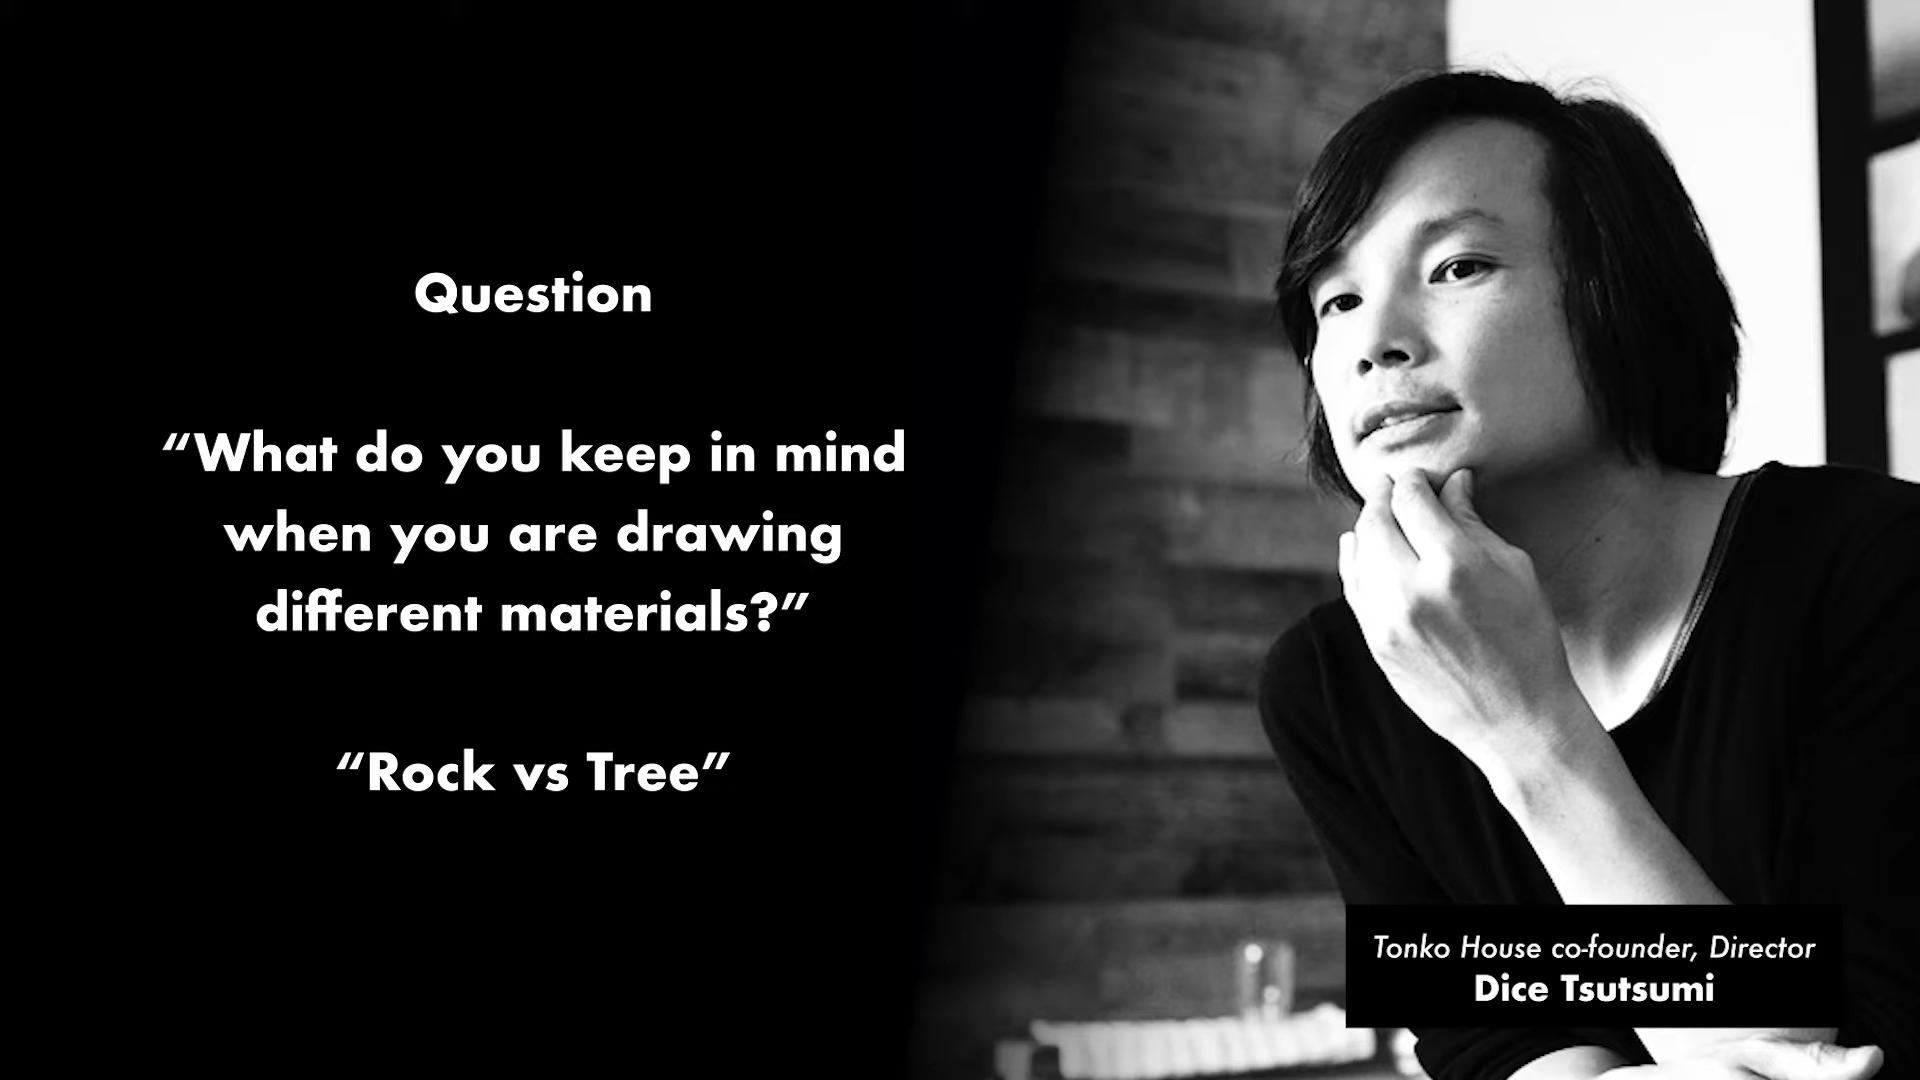 Question
“What do you keep in mind
when you are drawing
different materials?”
“Rock vs Tree”
Tonko House co-founder, Director
Dice Tsutsumi